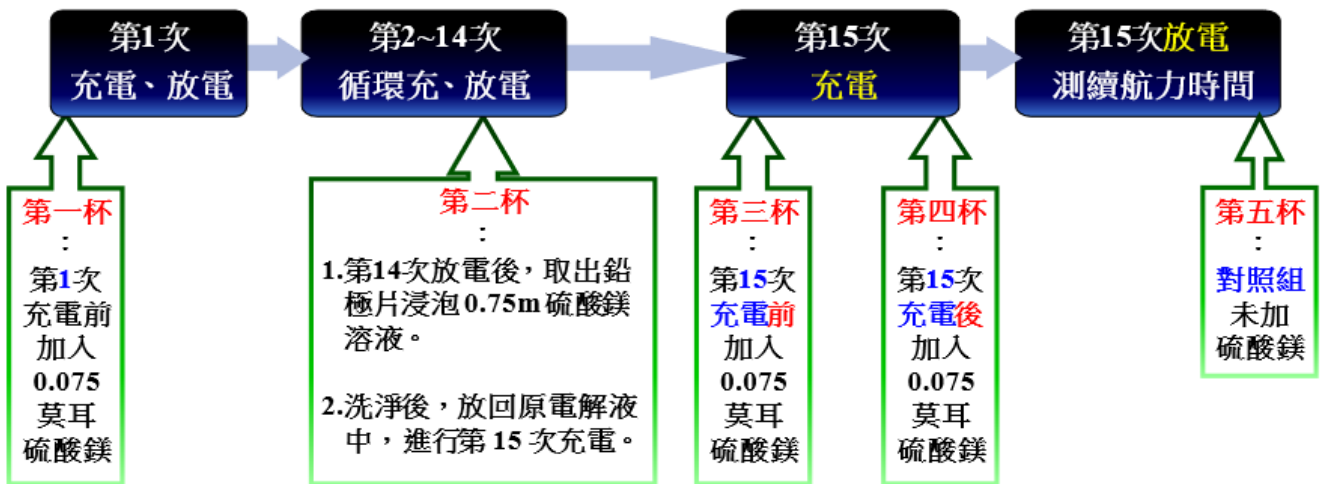 第1次
充電、放電
第2~14次
循環充、放電
第15次
充電
第15次放電
測續航力時間
第一杯
：
第1次
充電前
加入
0.075
莫耳
硫酸鎂
第二杯
：
1.第14次放電後，取出鉛
極片浸泡0.75m硫酸鎂
溶液。
2.洗淨後，放回原電解液
中，進行第15次充電。
第三杯
：
第15次
充電前
加入
0.075
莫耳
硫酸鎂
第四杯
：
第15次
充電後
加入
0.075
莫耳
硫酸鎂
第五杯
：
對照組
未加
硫酸鎂